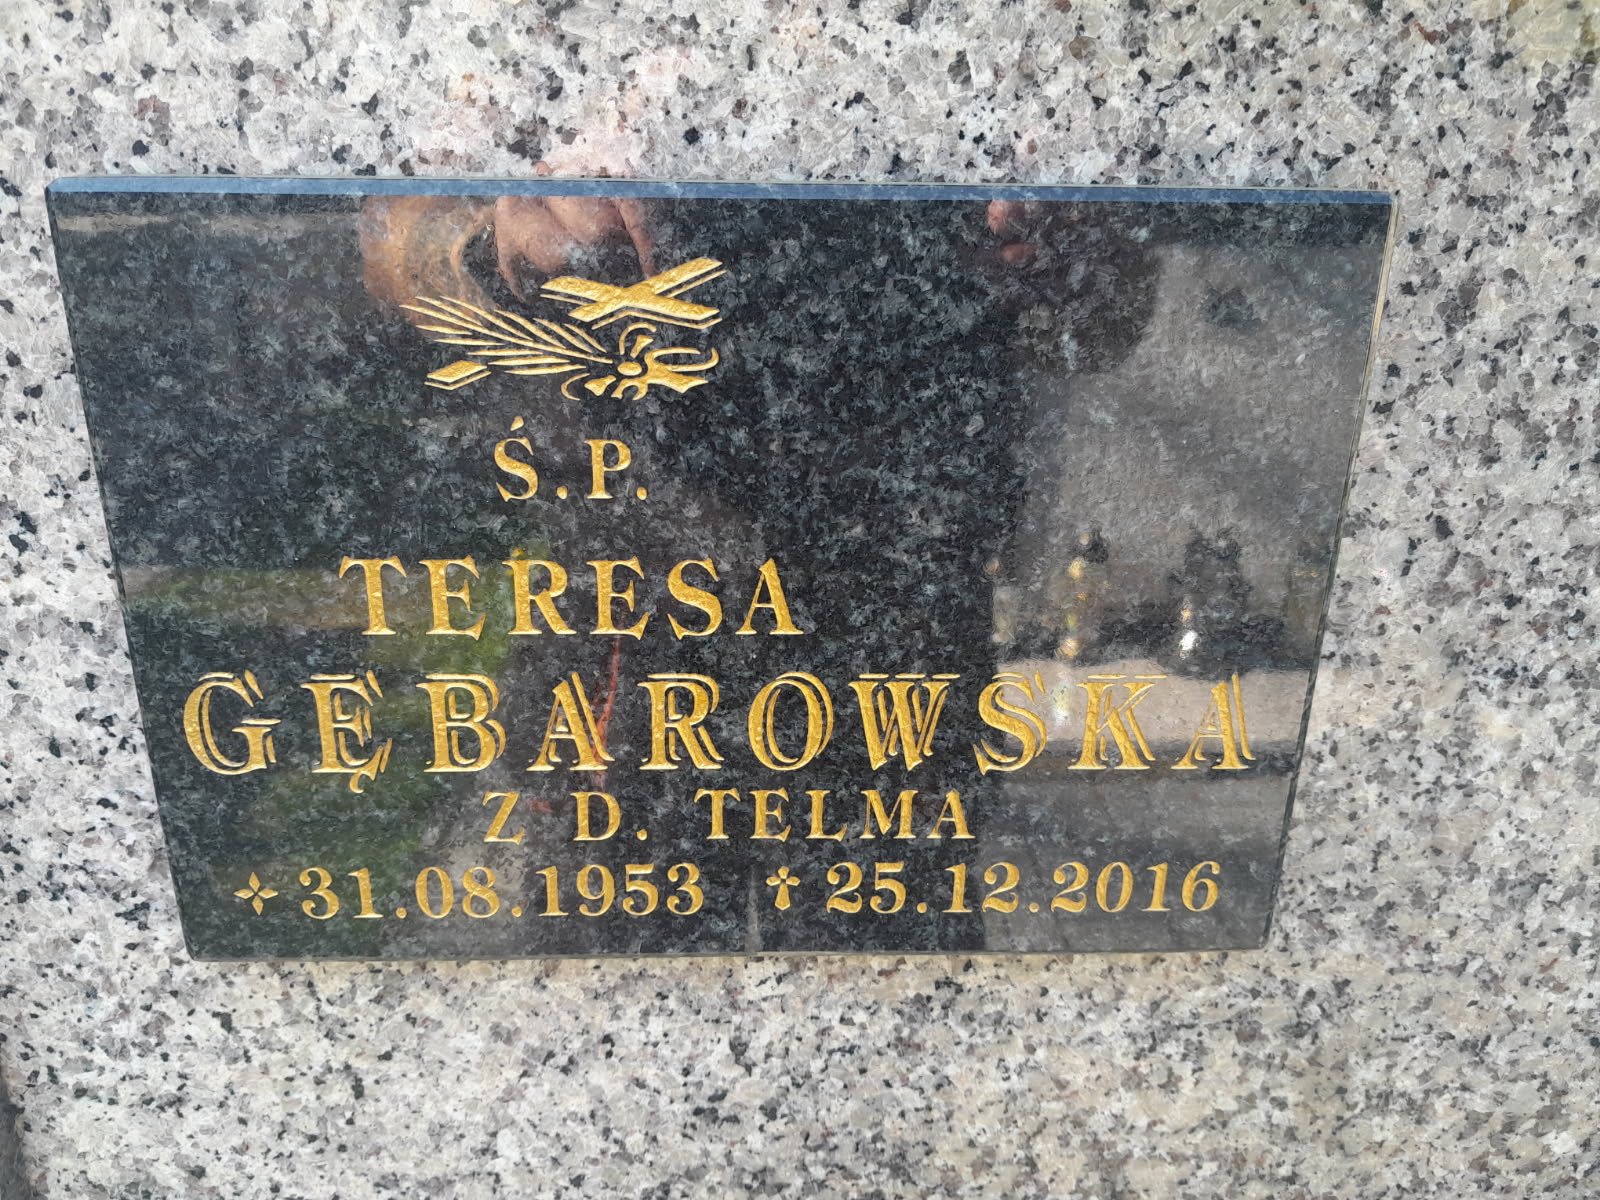 Ś.P.
TERESA
GĘBAROWSKA
Z D. TELMA
31.08.1953 25.12.2016